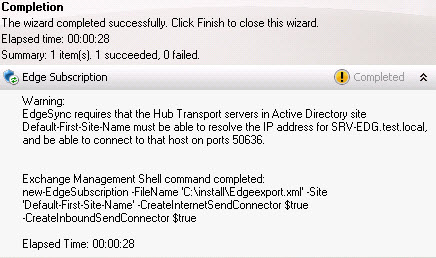 Completion
The wizard completed successfully. Click Finish to close this wizard.
Elapsed time: 00:00:28
Summary: 1 item(s). 1 succeeded, 0 failed.
Edge Subscription
Completed
Warning:
EdgeSync requires that the Hub Transport servers in Active Directory site
Default-First-Site-Name must be able to resolve the IP address for SRV-EDG.test.local,
and be able to connect to that host on ports 50636.
Exchange Management Shell command completed:
new-EdgeSubscription -FileName 'C:\install\Edgeexport.xml' -Site
'Default-First-Site-Name' -CreateInternetSendConnector $true
-CreateInboundSendConnector $true
Elapsed Time: 00:00:28